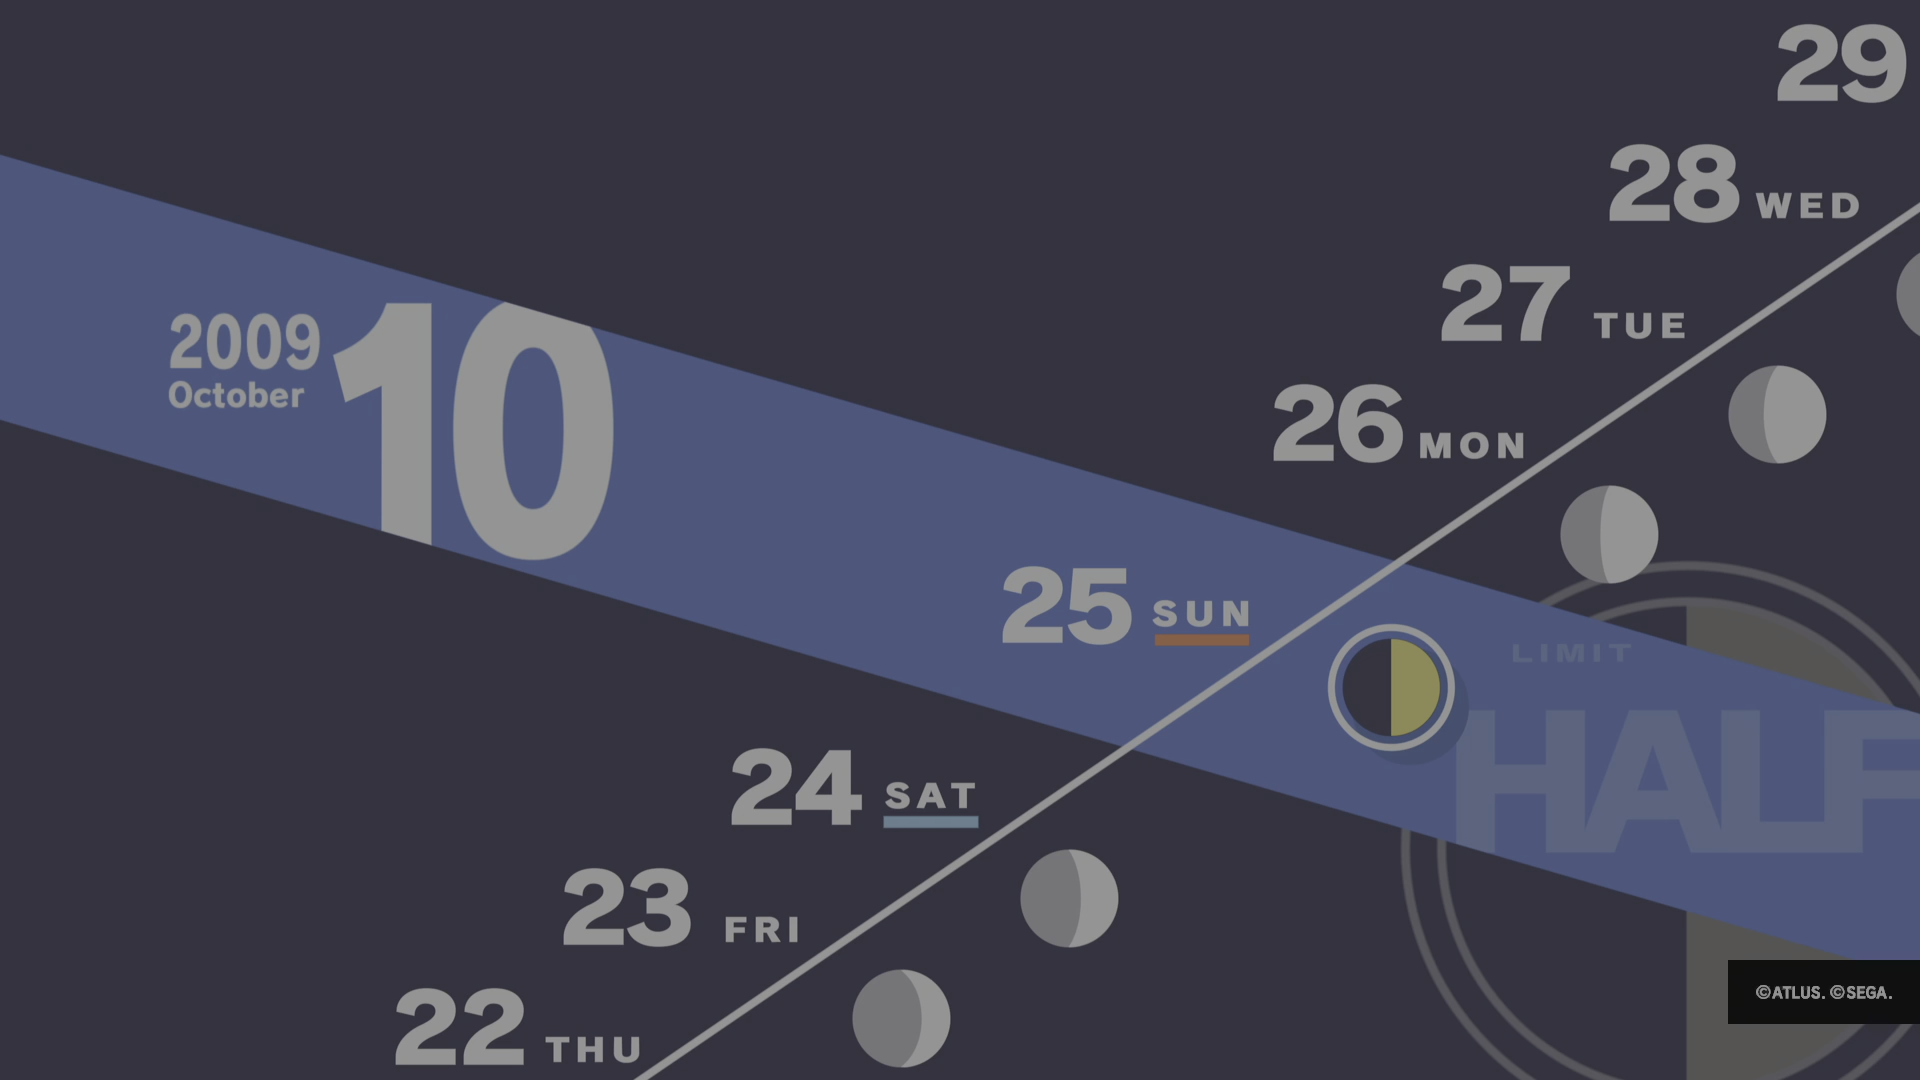 29
28 WED
27 TUE
26 MON
2009
October
10
25 SUN
LIMIT
HALF
24 SAT
23 FRI
22 THU
©ATLUS. ©SEGA.